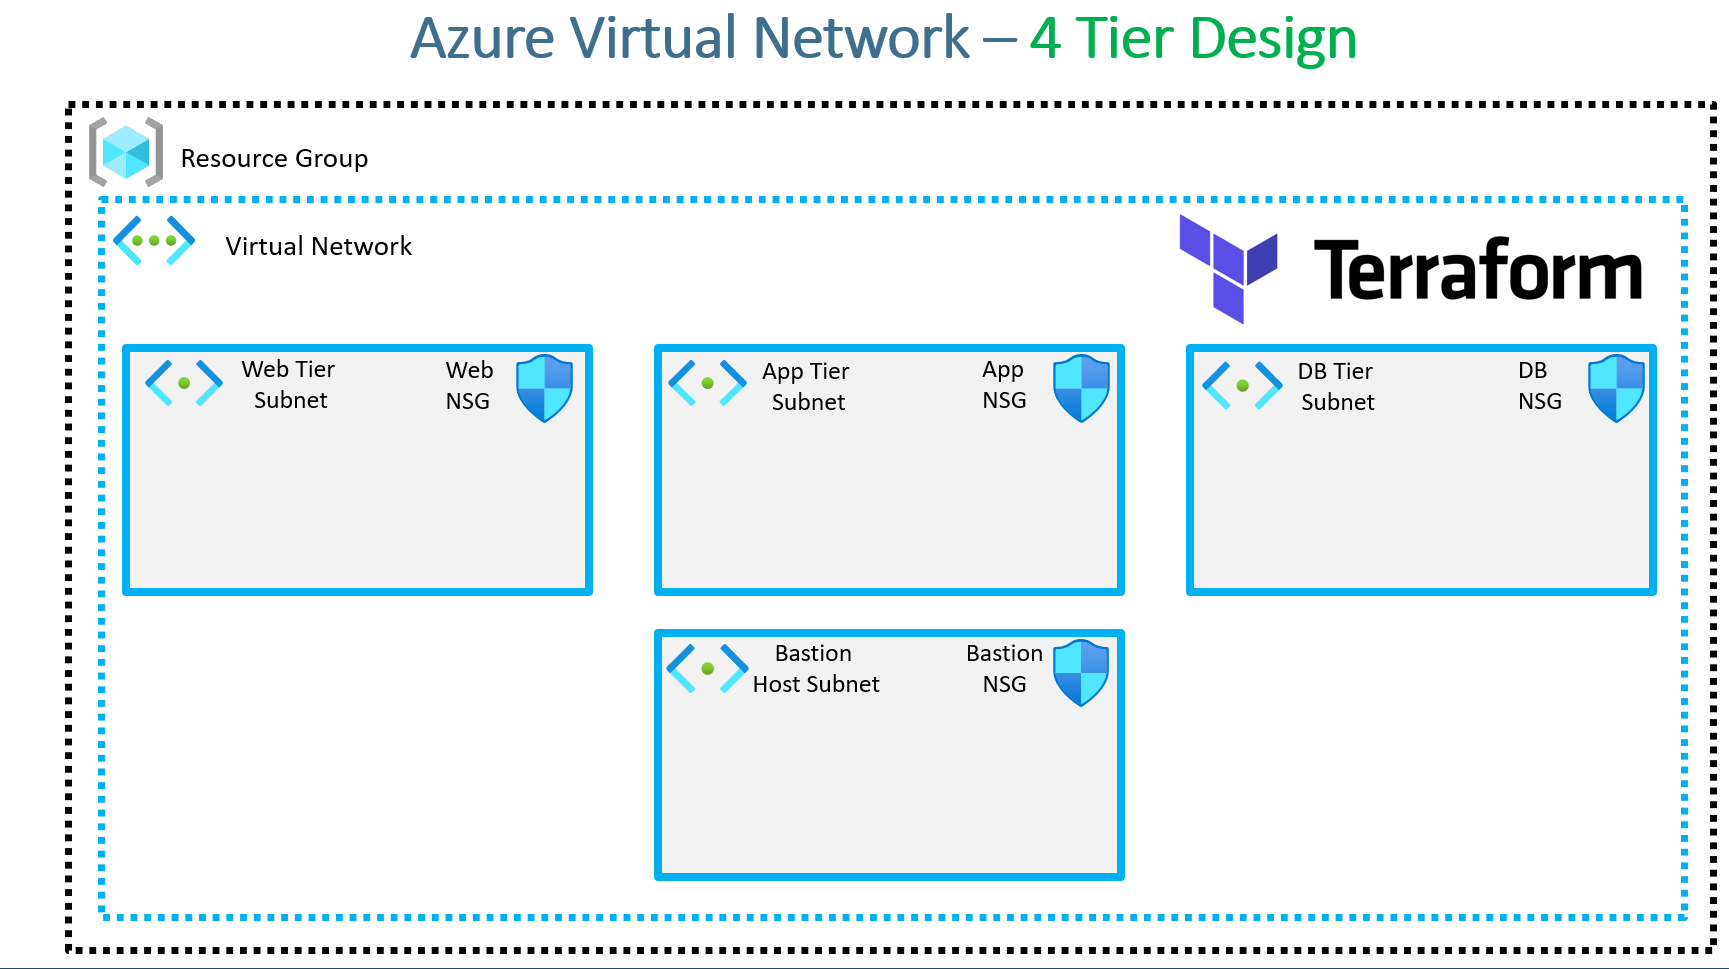 Azure Virtual Network – 4 Tier Design
Resource Group
Virtual Network
Terraform
Web Tier
Subnet
Web
NSG
App Tier
Subnet
App
NSG
DB Tier
Subnet
DB
NSG
Bastion
Host Subnet
Bastion
NSG